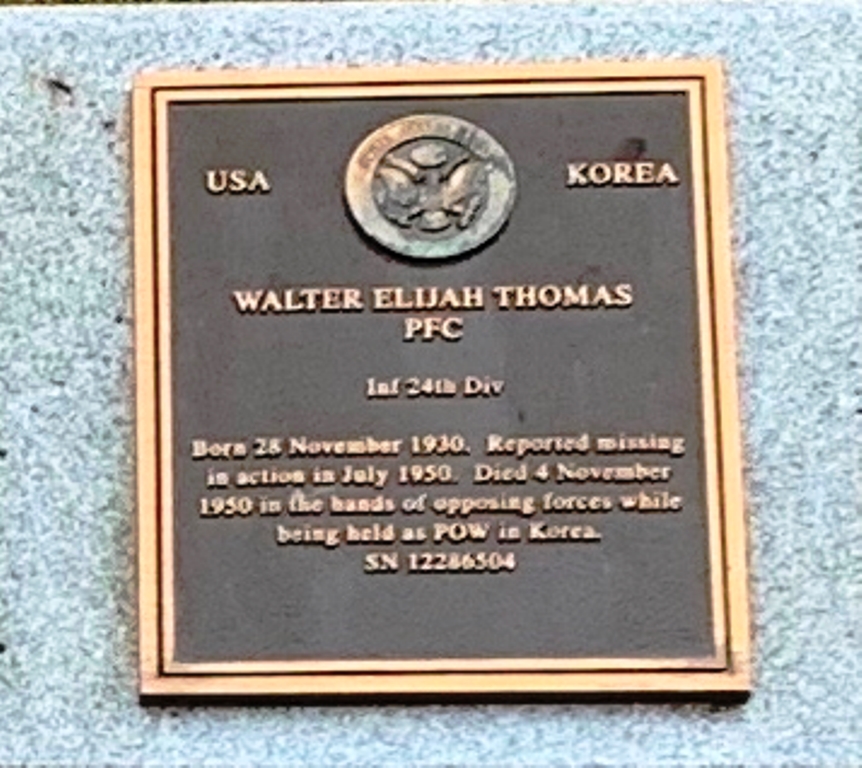 USA KOREA
WALTER ELIJAH THOMAS
PFC
Inf 24th Div
Born 28 November 1930. Reported missing
in action in July 1950. Died 4 November
1950 in the hands of opposing forces while
being held as POW in Korea.
SN 12286504